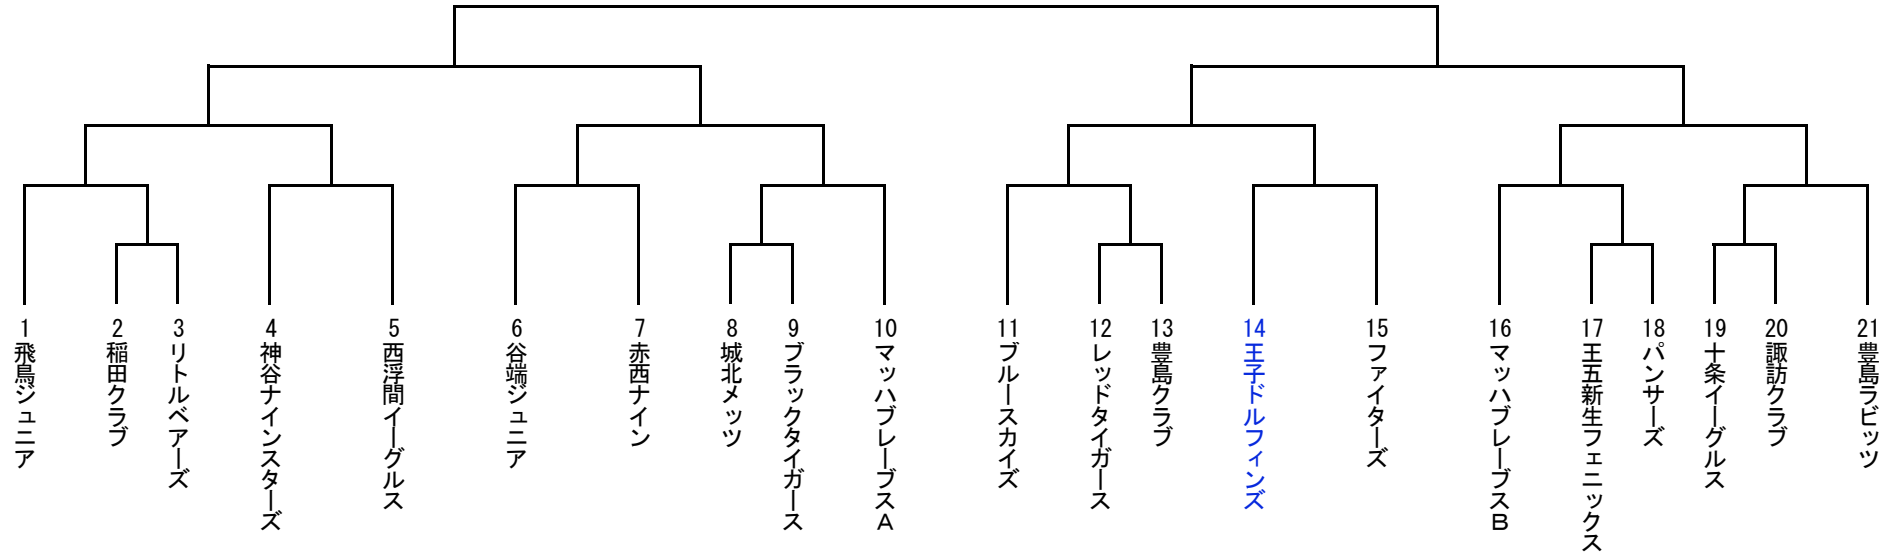 1 飛鳥ジュニア
2 稲田クラブ
3 リトルベアーズ
4 神谷ナインスターズ
5 西浮間イーグルス
6 谷端ジュニア
7 赤西ナイン
8 城北メッツ
9 ブラックタイガース
10 マッハブレーブスA
11 ブルースカイズ
12 レッドタイガース
13 豊島クラブ
14 王子ドルフィンズ
15 ファイターズ
16 マッハブレーブスB
17 王五新生フェニックス
18 パンサーズ
19 十条イーグルス
20 諏訪クラブ
21 豊島ラビッツ